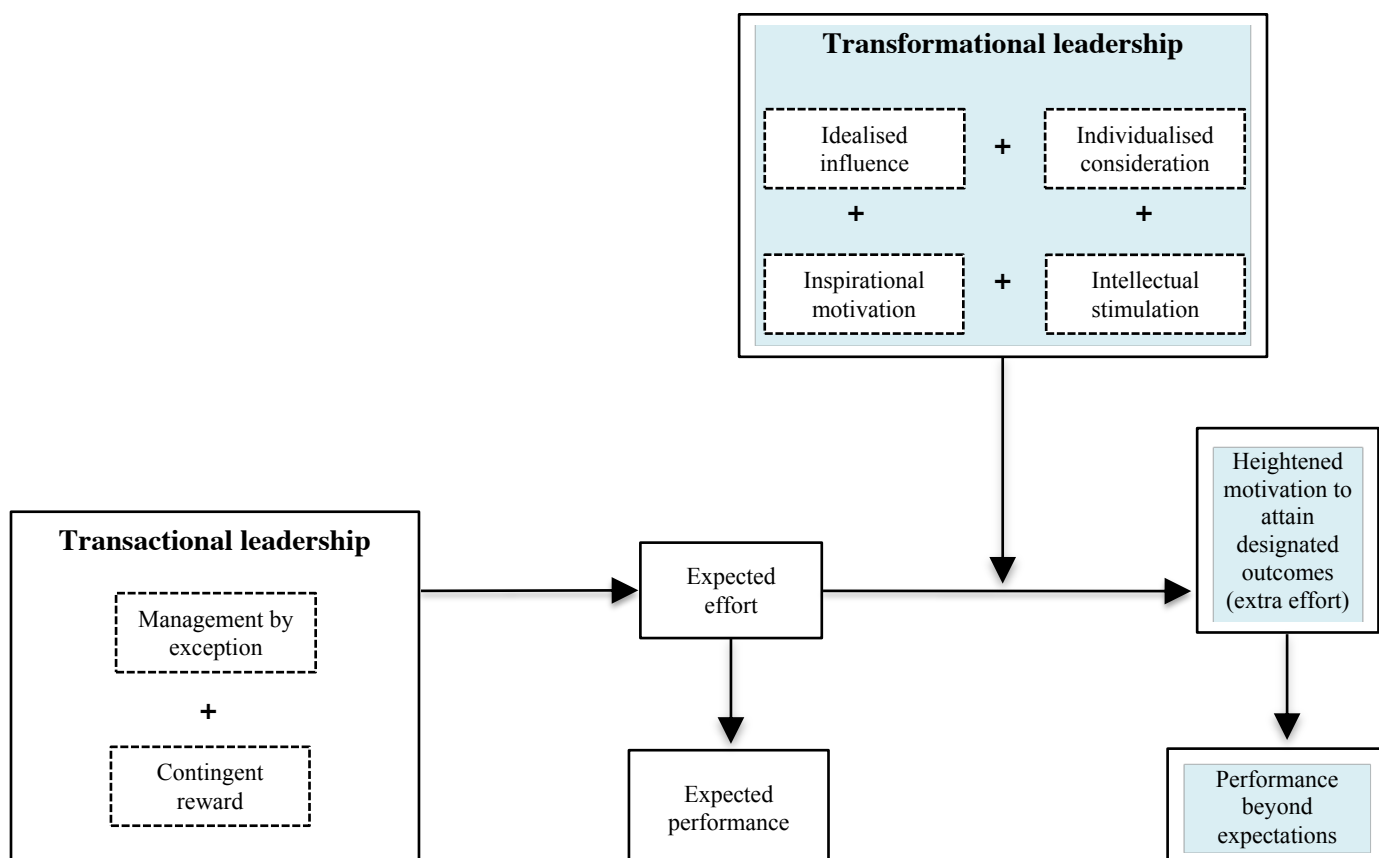 Transformational leadership
Idealised
influence
+
Individualised
consideration
+
+
Inspirational
motivation
+
Intellectual
stimulation
Transactional leadership
Management by
exception
+
Contingent
reward
Expected
effort
Expected
performance
Heightened
motivation to
attain
designated
outcomes
(extra effort)
Performance
beyond
expectations